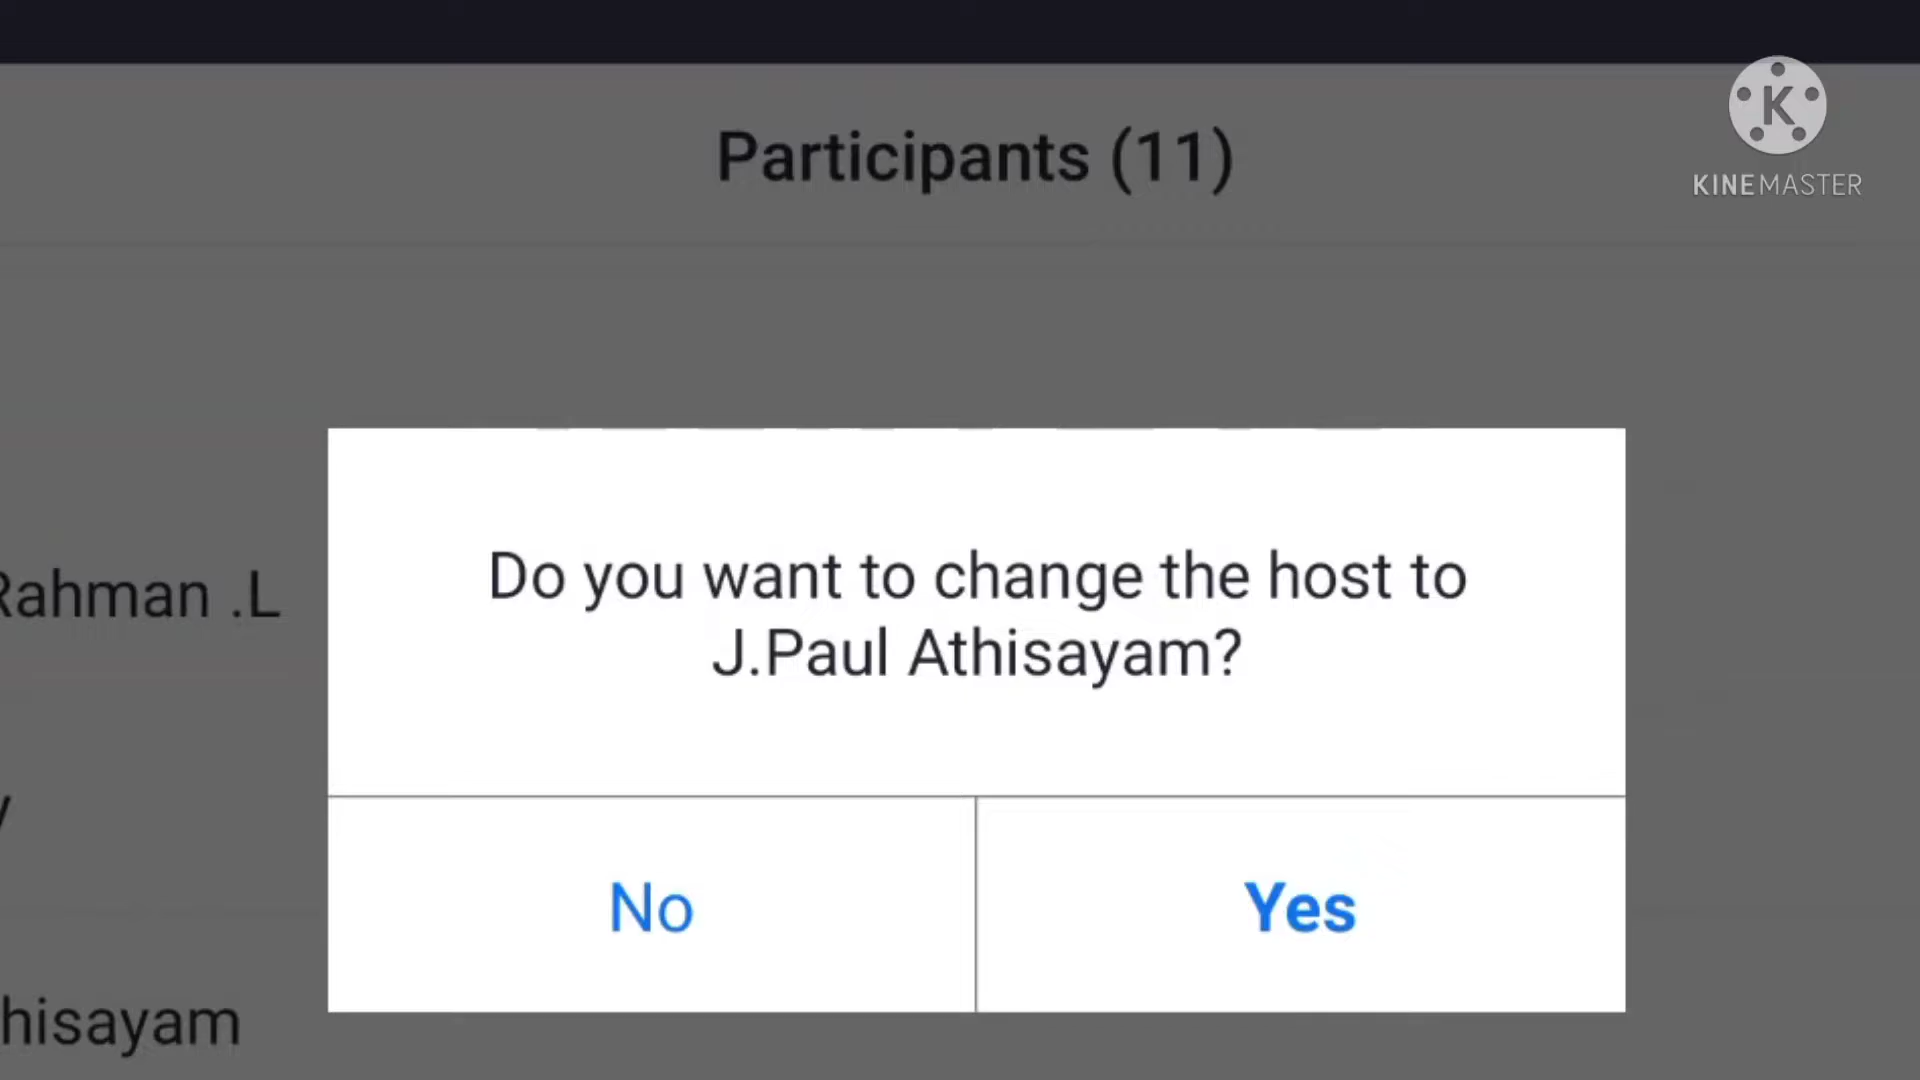 Participants (11)
K
KINEMASTER
Do you want to change the host to
J.Paul Athisayam?
Rahman .L
No
Yes
hisayam